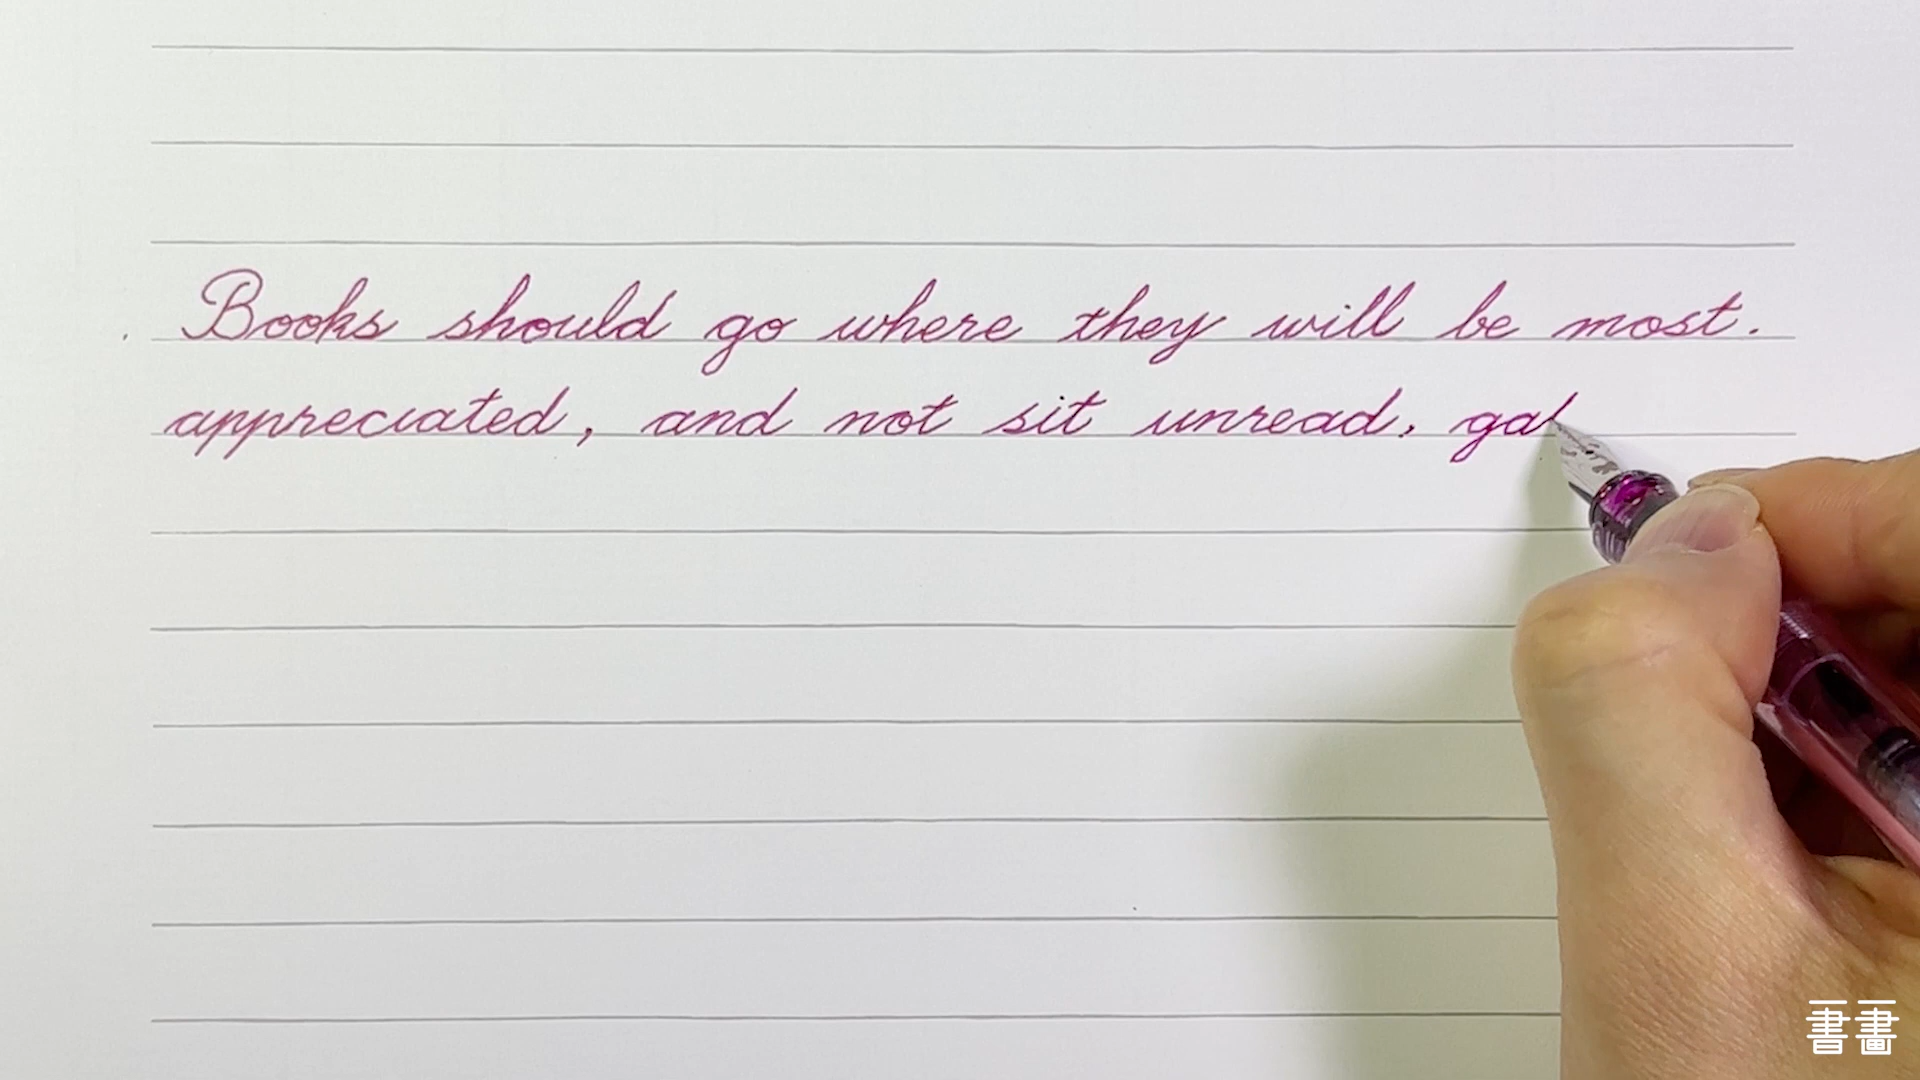 Books should go where they will be most.
appreciated, and not sit unread, ga
書畫